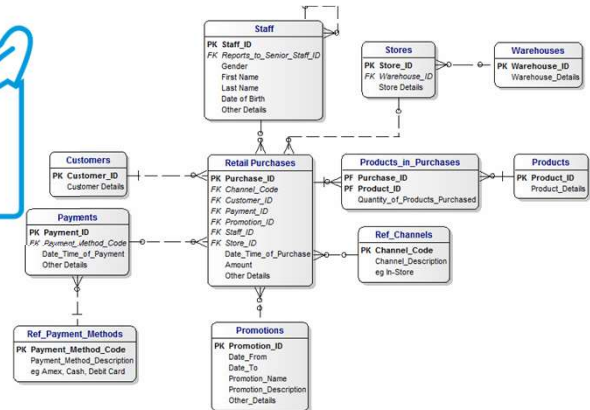 Staff
PK Staff_ID
FK Reports_to_Senior_Staff_ID
Gender
First Name
Last Name
Date of Birth
Other Details
Stores
PK Store_ID
FK Warehouse_ID
Store Details
Warehouses
PK Warehouse_ID
Warehouse_Details
Customers
PK Customer_ID
Customer Details
Retail Purchases
PK Purchase_ID
FK Channel_Code
FK Customer_ID
FK Payment_ID
FK Promotion_ID
FK Staff_ID
FK Store_ID
Date_Time_of_Purchase
Amount
Other Details
Products_in_Purchases
PF Purchase_ID
PF Product_ID
Quantity_of_Products_Purchased
Products
PK Product_ID
Product_Details
Payments
PK Payment_ID
FK Payment_Method_Code
Date_Time_of_Payment
Other Details
Ref_Channels
PK Channel_Code
Channel_Description
eg In-Store
Ref_Payment_Methods
PK Payment_Method_Code
Payment_Method_Description
eg Amex, Cash, Debit Card
Promotions
PK Promotion_ID
Date_From
Date_To
Promotion_Name
Promotion_Description
Other_Details